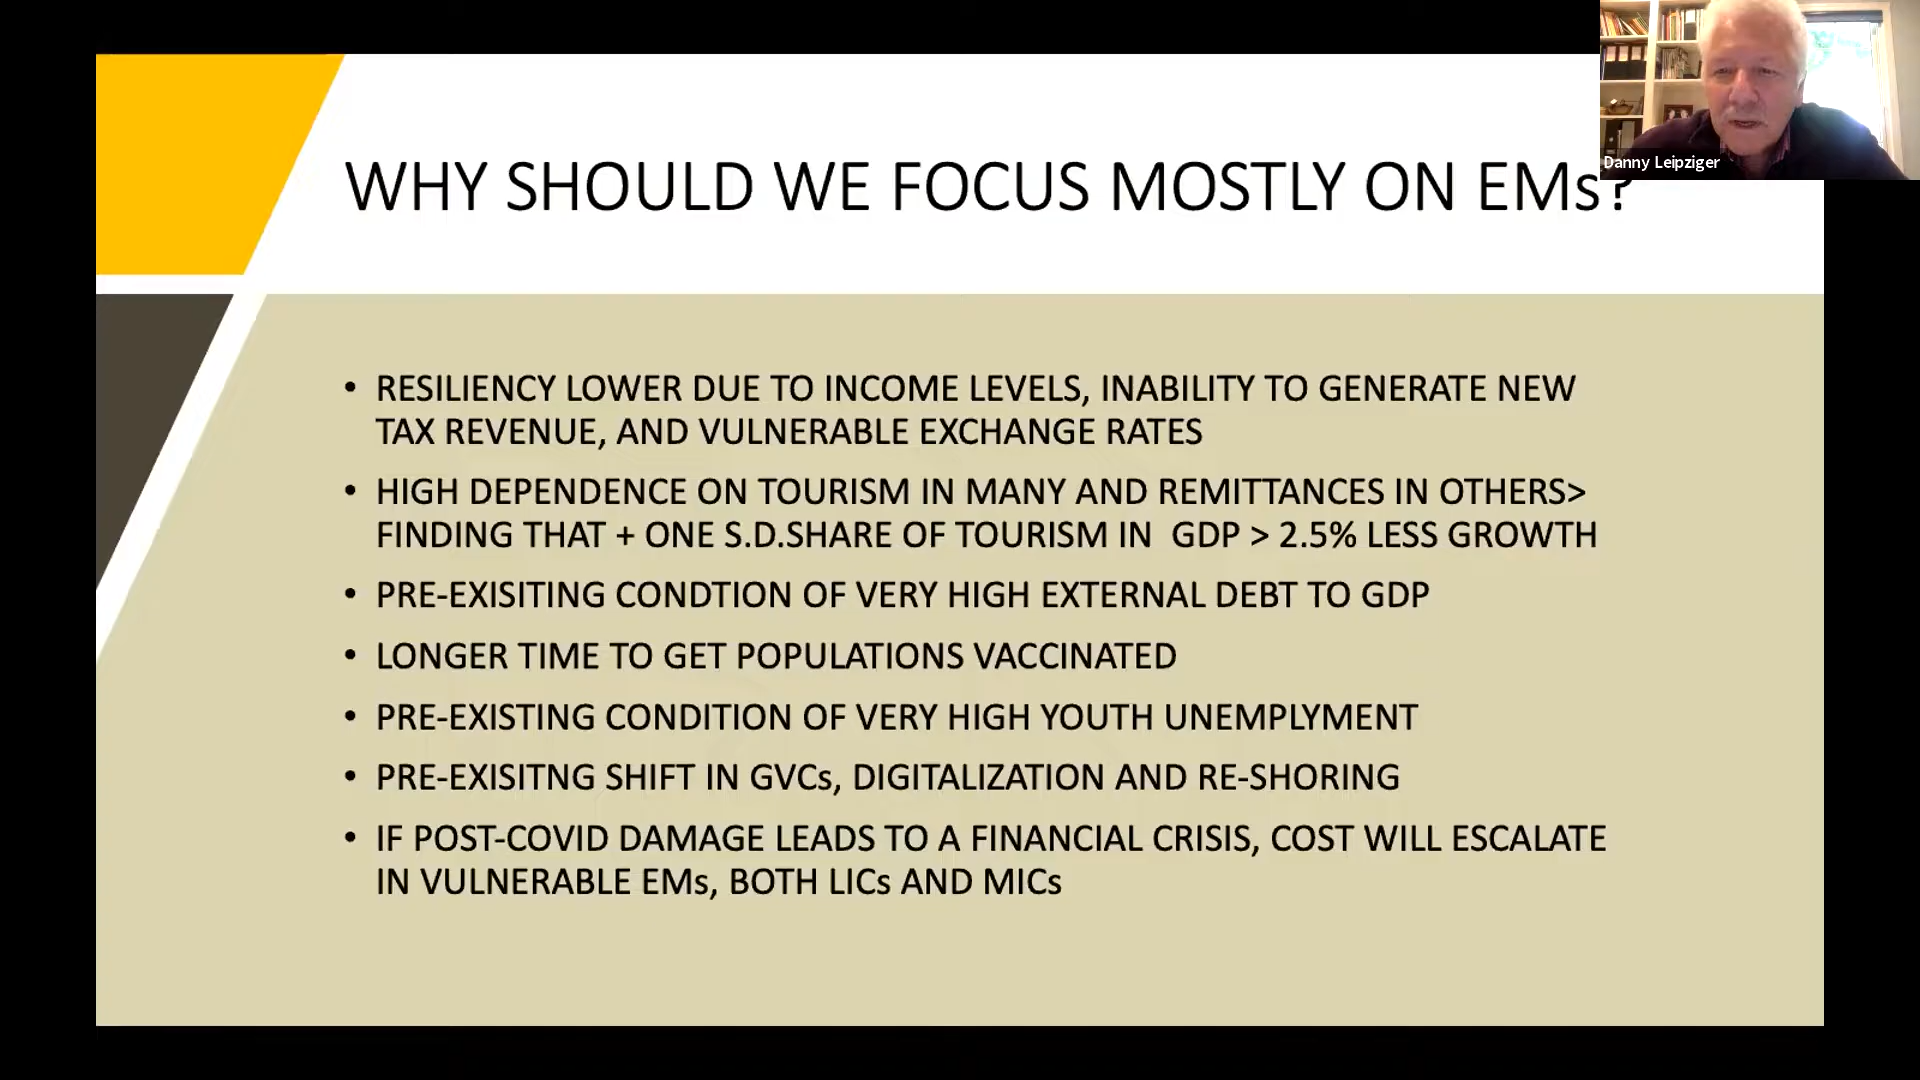 Danny Leipziger
WHY SHOULD WE FOCUS MOSTLY ON EMs?
• RESILIENCY LOWER DUE TO INCOME LEVELS, INABILITY TO GENERATE NEW
TAX REVENUE, AND VULNERABLE EXCHANGE RATES
• HIGH DEPENDENCE ON TOURISM IN MANY AND REMITTANCES IN OTHERS>
FINDING THAT + ONE S.D.SHARE OF TOURISM IN  GDP > 2.5% LESS GROWTH
• PRE-EXISITING CONDTION OF VERY HIGH EXTERNAL DEBT TO GDP
• LONGER TIME TO GET POPULATIONS VACCINATED
• PRE-EXISTING CONDITION OF VERY HIGH YOUTH UNEMPLYMENT
• PRE-EXISITNG SHIFT IN GVCs, DIGITALIZATION AND RE-SHORING
• IF POST-COVID DAMAGE LEADS TO A FINANCIAL CRISIS, COST WILL ESCALATE
IN VULNERABLE EMs, BOTH LICs AND MICs